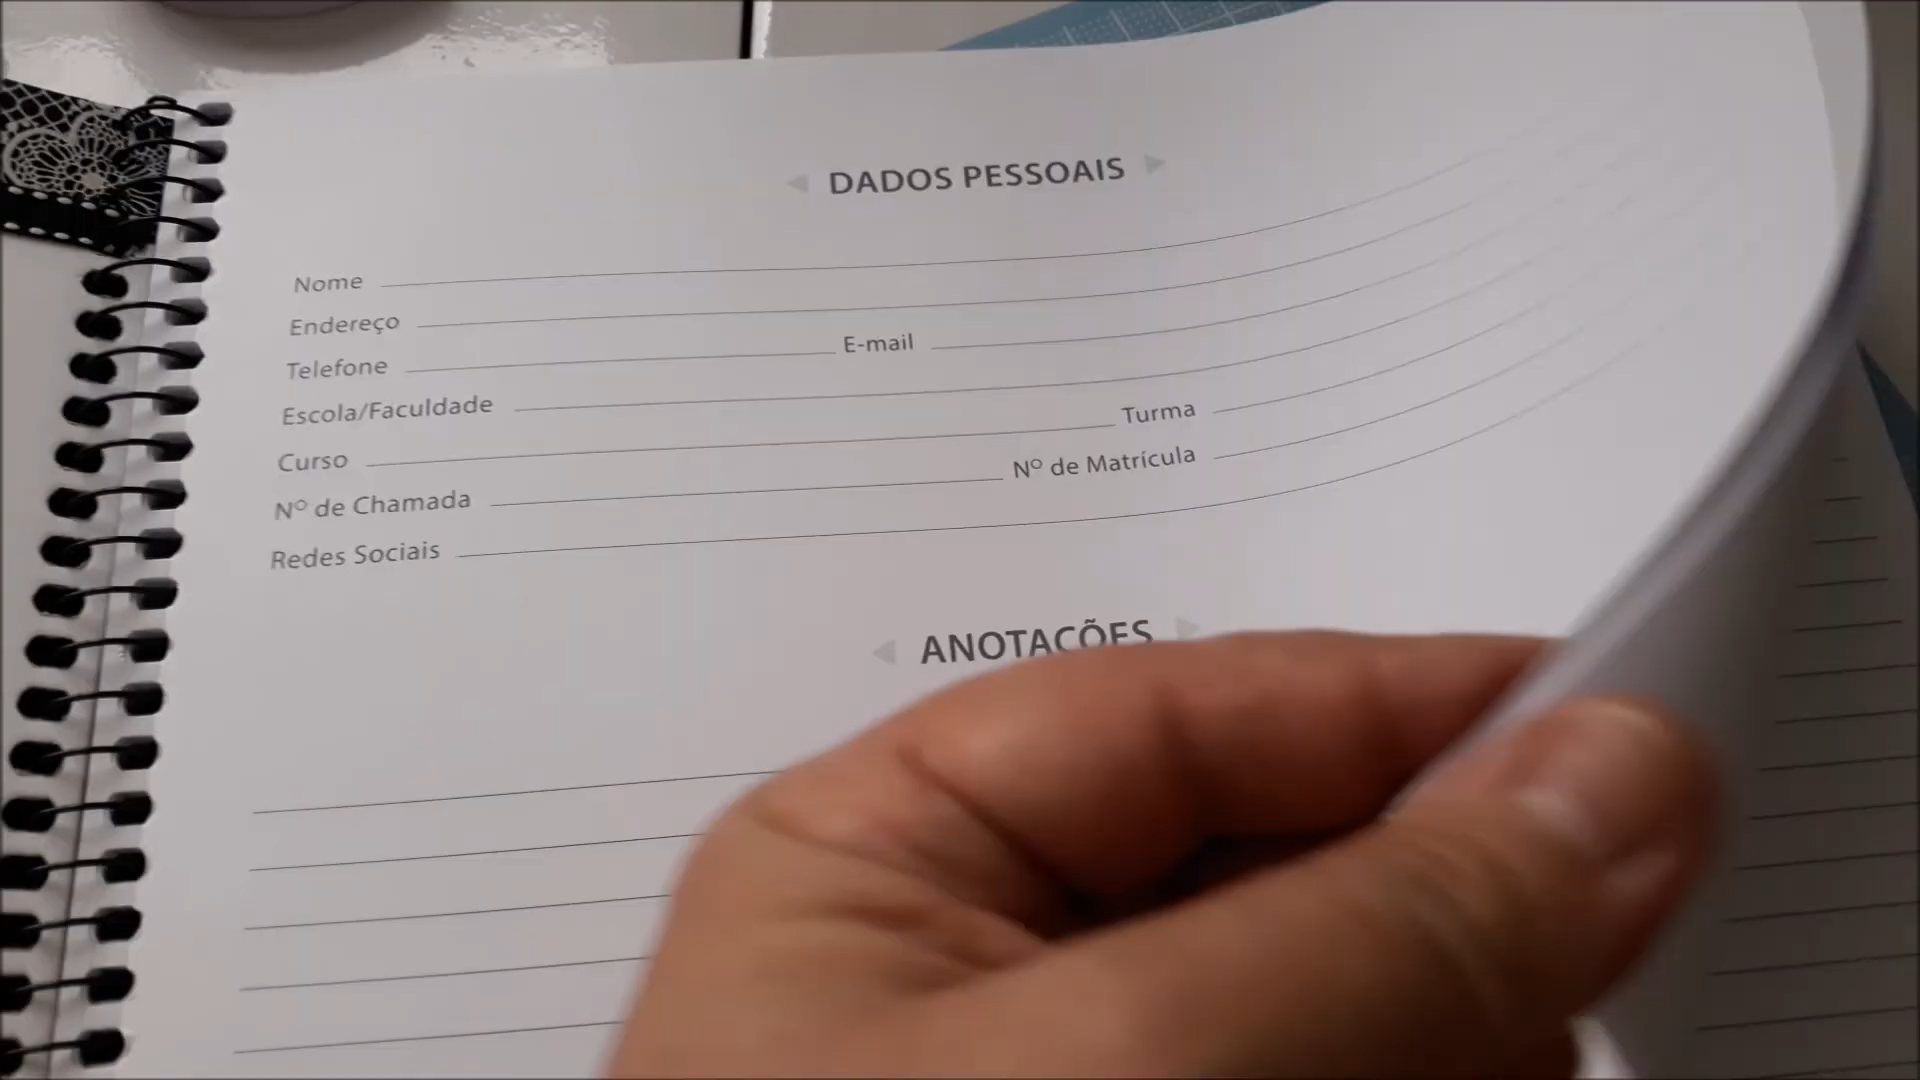 DADOS PESSOAIS
Nome
Endereço
Telefone E-mail
Escola/Faculdade
Curso Turma
Nº de Chamada Nº de Matrícula
Redes Sociais
ANOTAÇÕES